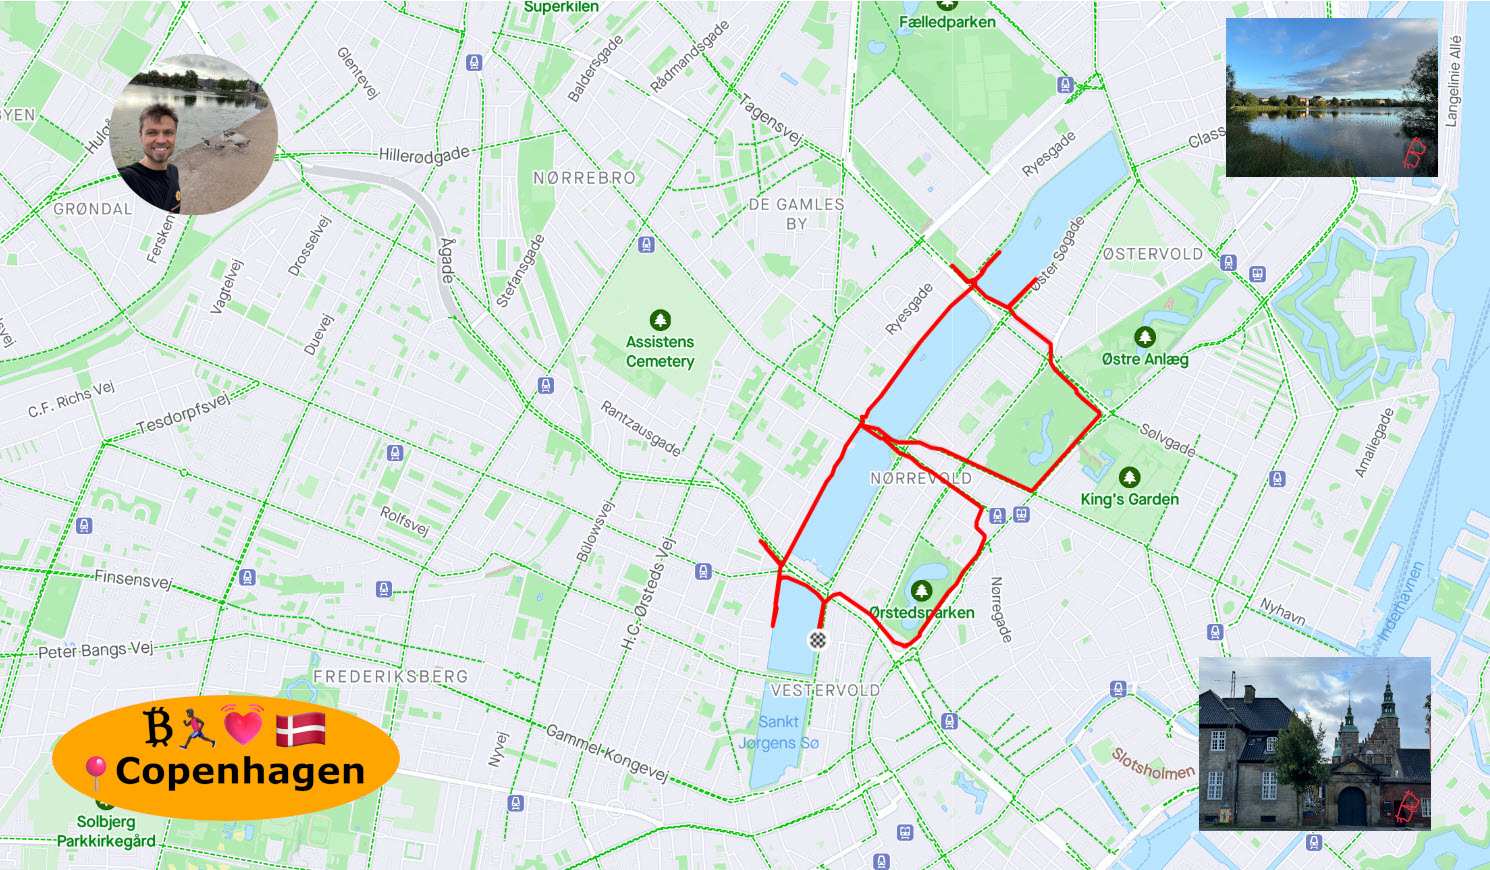 Superkilen
Fælledparken
Langelinie Allé
Glentevej
Baldersgade
Rådmandsgade
Tagensvej
BYEN
Hillerødgade
Ryesgade
Class
NØRREBRO
DE GAMLES
BY
GRØNDAL
Fersken
Drosselvej
Ågade
Stefansgade
Øster Søgade
ØSTERVOLD
Vagtelvej
Duevej
Ryesgade
Assistens
Cemetery
Østre Anlæg
C.F. Richs Vej
Tesdorpfsvej
Rantzausgade
Sølvgade
Amaliegade
NØRREVOLD
King's Garden
Rolfsvej
Bülowsvej
H.C. Ørsteds Vej
Finsensvej
Ørstedsparken
Nørregade
Nyhavn
Inderhavnen
Peter Bangs Vej
FREDERIKSBERG
VESTERVOLD
Sankt
Jørgens Sø
Nyvej
Gammel Kongevej
Slotsholmen
₿
Copenhagen
Solbjerg
Parkkirkegård